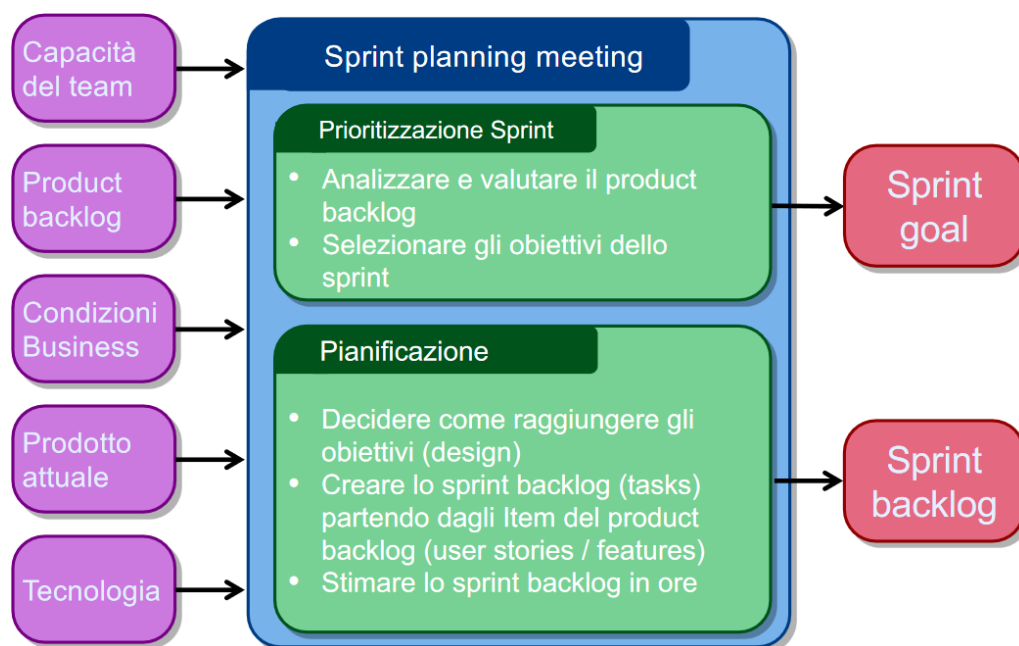 Capacità
del team
Product
backlog
Condizioni
Business
Prodotto
attuale
Tecnologia
Sprint planning meeting
Prioritizzazione Sprint
• Analizzare e valutare il product
backlog
• Selezionare gli obiettivi dello
sprint
Pianificazione
• Decidere come raggiungere gli
obiettivi (design)
• Creare lo sprint backlog (tasks)
partendo dagli Item del product
backlog (user stories / features)
• Stimare lo sprint backlog in ore
Sprint
goal
Sprint
backlog